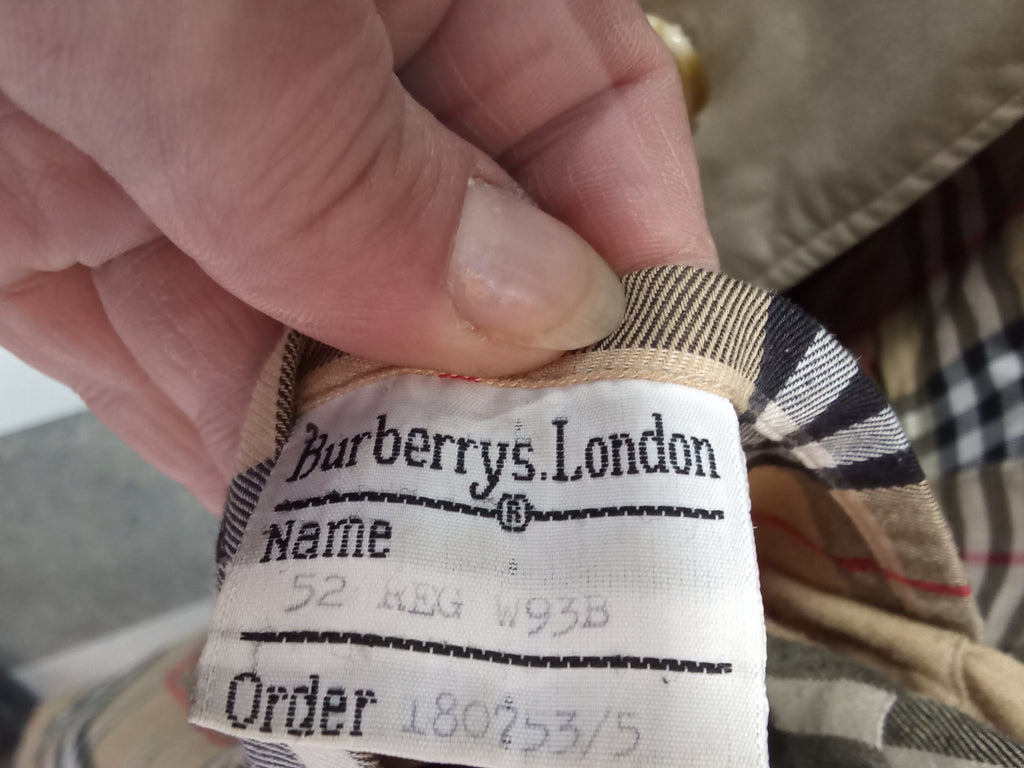 Burberrys.London
®
Name
52 REG W93B
Order 180253/5